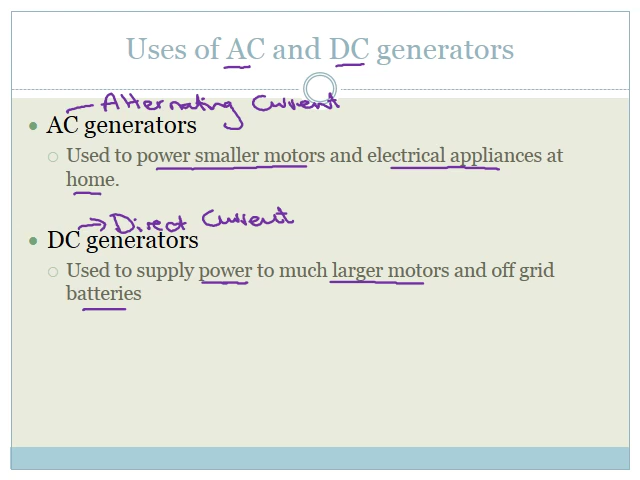 Uses of AC and DC generators
Alternating Current
AC generators
Used to power smaller motors and electrical appliances at
home.
Direct Current
DC generators
Used to supply power to much larger motors and off grid
batteries